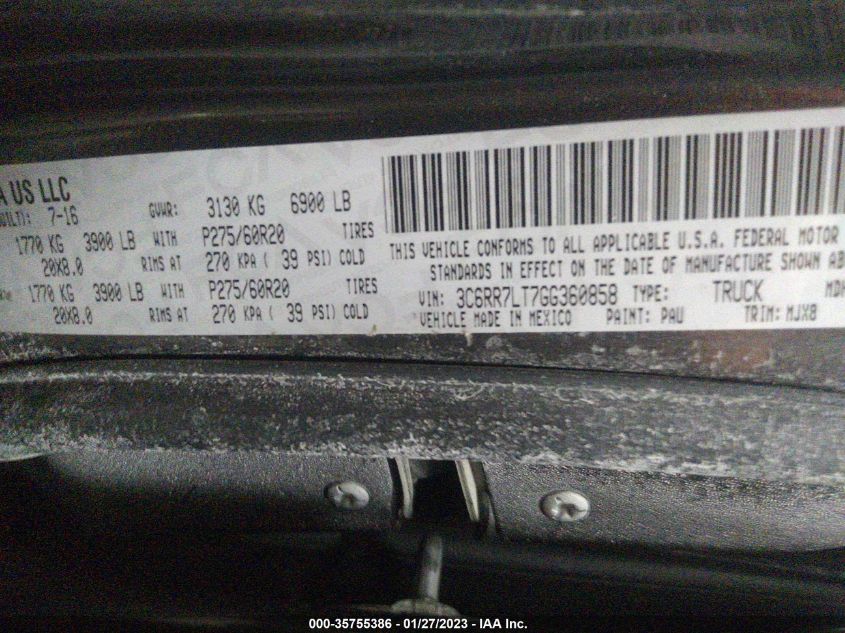 A US LLC
UILT): 7-16 GVWR: 3130 KG 6900 LB
1770 KG 3900 LB WITH P275/60R20 TIRES
20X8.0 RIMS AT 270 KPA ( 39 PSI) COLD
1770 KG 3900 LB WITH P275/60R20 TIRES
20X8.0 RIMS AT 270 KPA ( 39 PSI) COLD
THIS VEHICLE CONFORMS TO ALL APPLICABLE U.S.A. FEDERAL MOTOR
STANDARDS IN EFFECT ON THE DATE OF MANUFACTURE SHOWN AB
VIN: 3C6RR7LT7GG360858 TYPE: TRUCK MDH
VEHICLE MADE IN MEXICO PAINT: PAU TRIM: MJX8
000-35755386 - 01/27/2023 - IAA Inc.